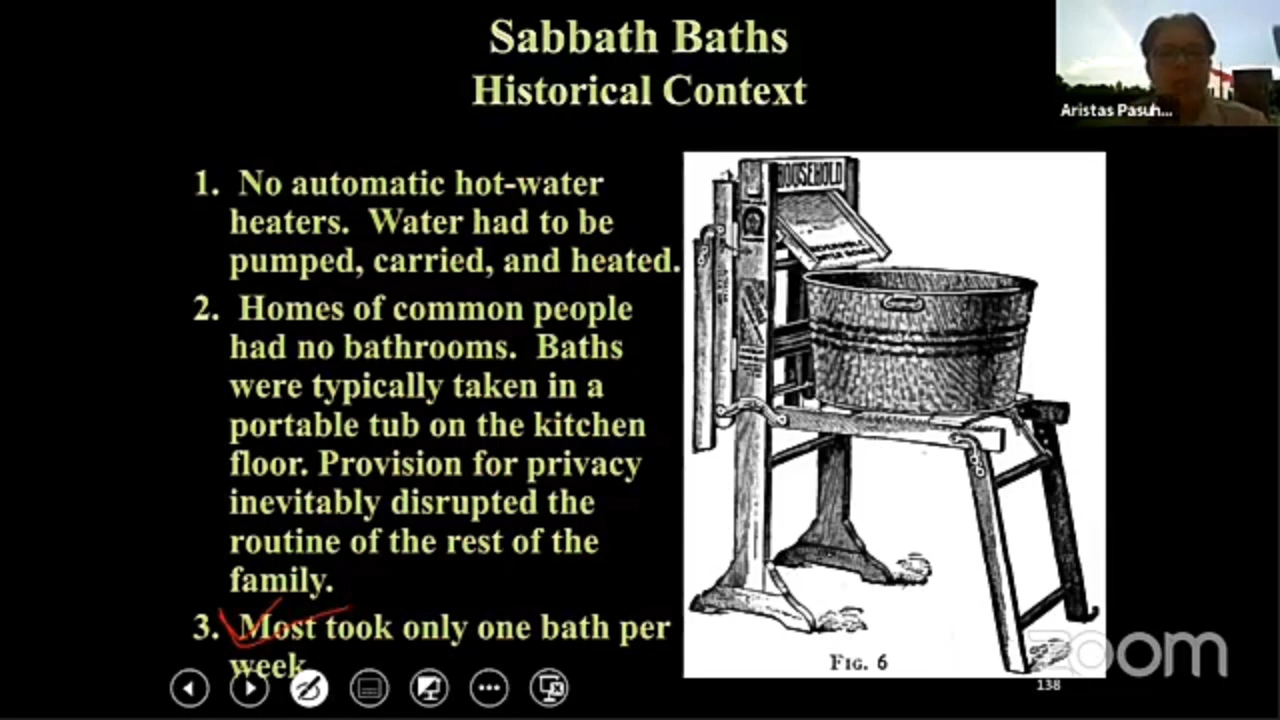 Sabbath Baths
Historical Context
Aristas Pasuh...
1. No automatic hot-water
heaters. Water had to be
pumped, carried, and heated.
2. Homes of common people
had no bathrooms. Baths
were typically taken in a
portable tub on the kitchen
floor. Provision for privacy
inevitably disrupted the
routine of the rest of the
family.
3. Most took only one bath per
week
HOUSEHOLD
FIG. 6
zoom
138